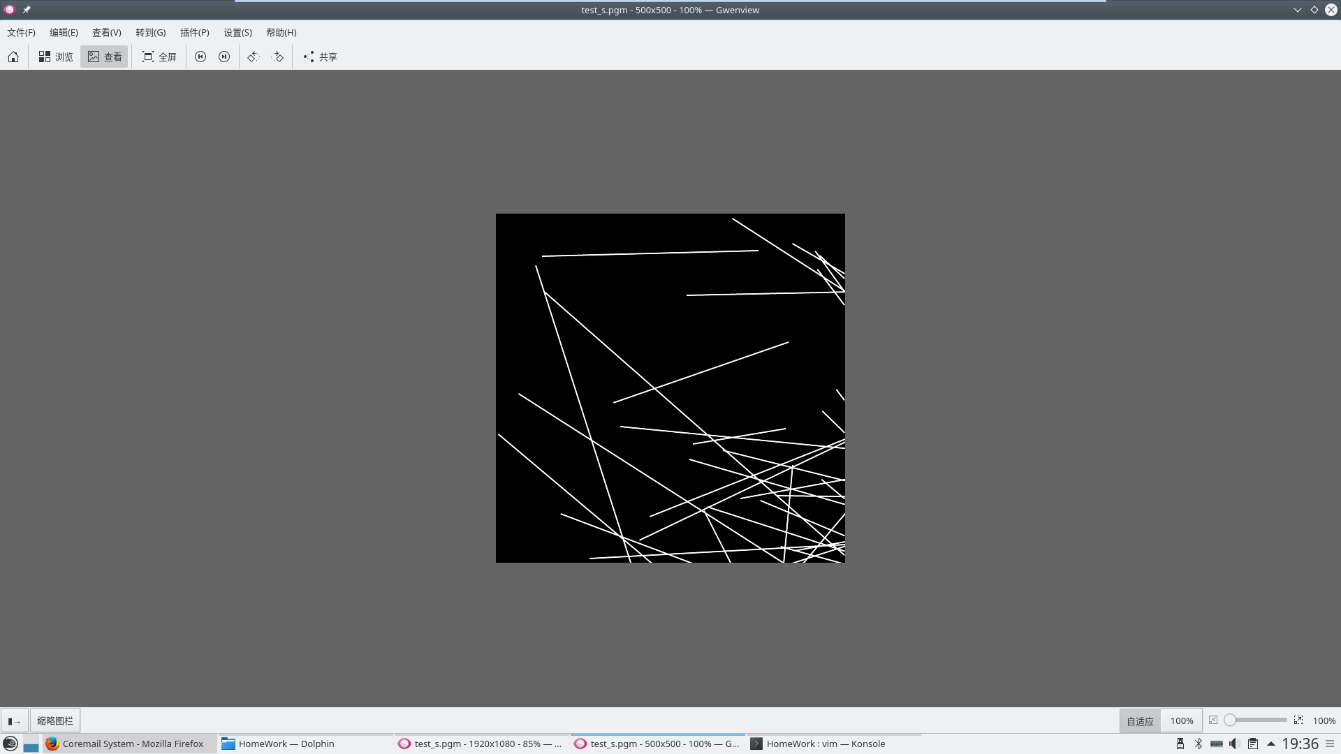 test_s.pgm - 500x500 - 100% — Gwenview
文件(F) 编辑(E) 查看(V) 转到(G) 插件(P) 设置(S) 帮助(H)
浏览 查看 全屏 共享
缩略图栏 自适应 100% 100%
Coremail System - Mozilla Firefox HomeWork — Dolphin test_s.pgm - 1920x1080 - 85% — ... test_s.pgm - 500x500 - 100% — G... HomeWork : vim — Konsole 19:36